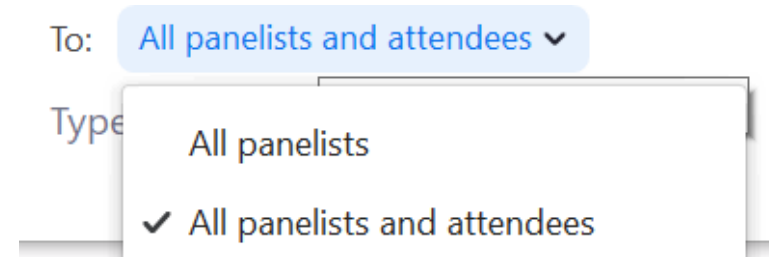 To: All panelists and attendees
Type
All panelists
All panelists and attendees